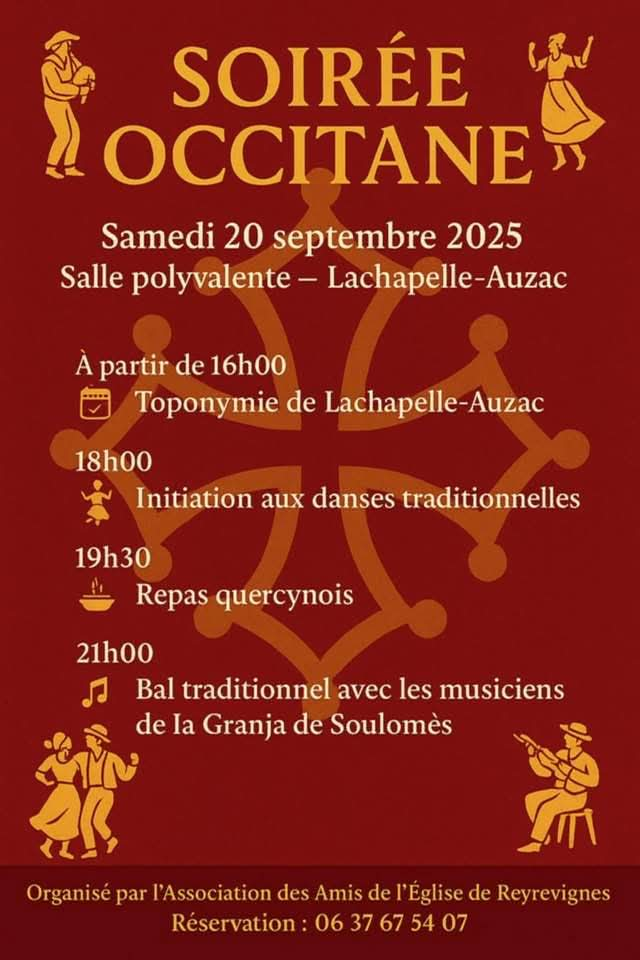 SOIRÉE
OCCITANE
Samedi 20 septembre 2025
Salle polyvalente – Lachapelle-Auzac
À partir de 16h00
Toponymie de Lachapelle-Auzac
18h00
Initiation aux danses traditionnelles
19h30
Repas quercynois
21h00
Bal traditionnel avec les musiciens
de la Granja de Soulomès
Organisé par l'Association des Amis de l'Église de Reyrevignes
Réservation : 06 37 67 54 07